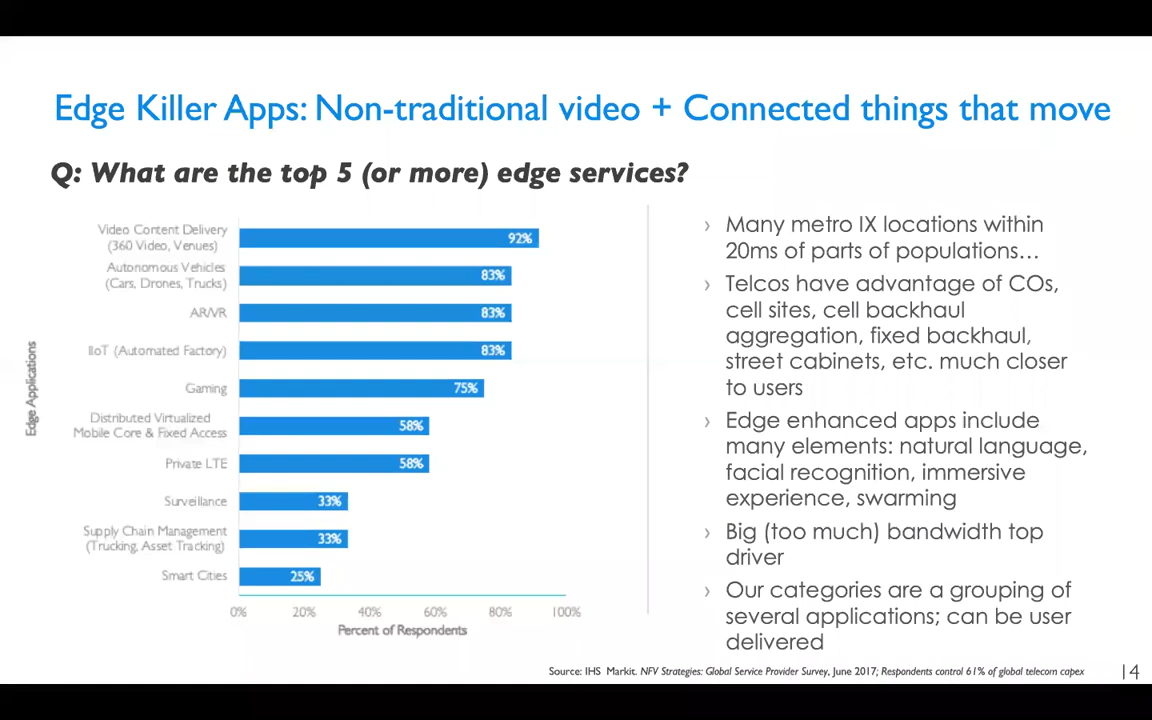 Edge Killer Apps: Non-traditional video + Connected things that move
Q: What are the top 5 (or more) edge services?
Edge Applications
Video Content Delivery
(360 Video, Venues)
92%
Autonomous Vehicles
(Cars, Drones, Trucks)
83%
AR/VR
83%
IIoT (Automated Factory)
83%
Gaming
75%
Distributed Virtualized
Mobile Core & Fixed Access
58%
Private LTE
58%
Surveillance
33%
Supply Chain Management
(Trucking, Asset Tracking)
33%
Smart Cities
25%
0% 20% 40% 60% 80% 100%
Percent of Respondents
› Many metro IX locations within
20ms of parts of populations…
› Telcos have advantage of COs,
cell sites, cell backhaul
aggregation, fixed backhaul,
street cabinets, etc. much closer
to users
› Edge enhanced apps include
many elements: natural language,
facial recognition, immersive
experience, swarming
› Big (too much) bandwidth top
driver
› Our categories are a grouping of
several applications; can be user
delivered
Source: IHS Markit. NFV Strategies: Global Service Provider Survey, June 2017; Respondents control 61% of global telecom capex
14